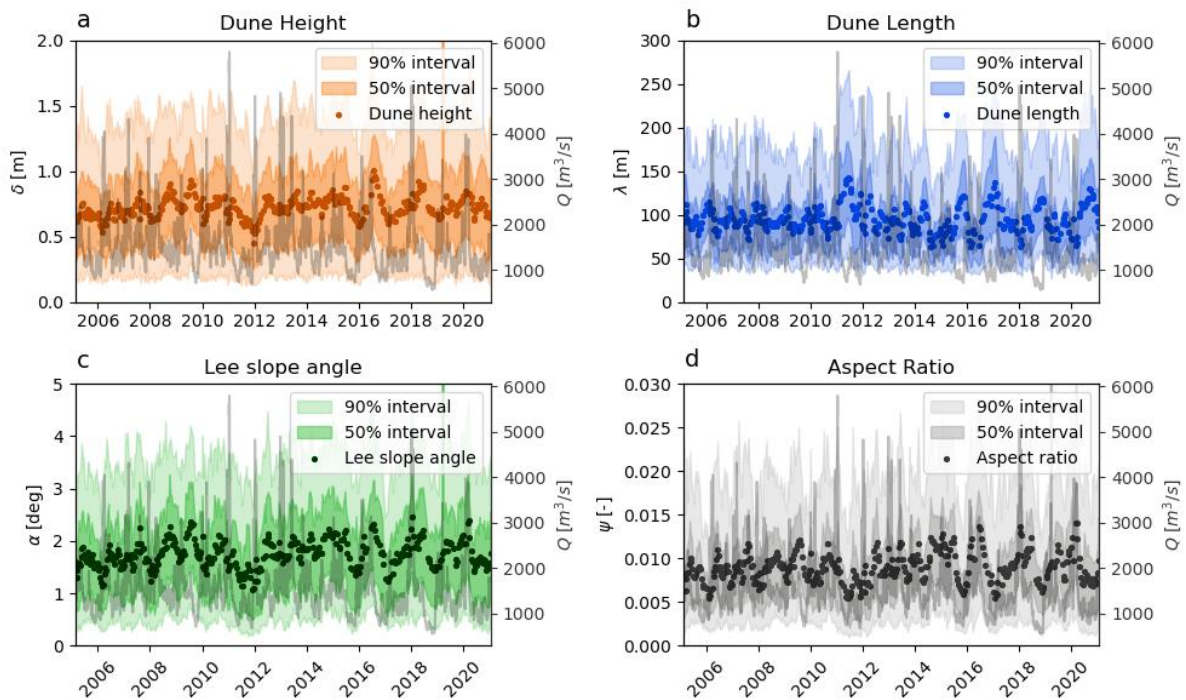 a Dune Height
2.0
1.5
1.0
0.5
0.0
δ [m]
90% interval
50% interval
Dune height
6000
5000
4000
3000
2000
1000
Q [m³/s]
2006 2008 2010 2012 2014 2016 2018 2020
b Dune Length
300
250
200
150
100
50
0
λ [m]
90% interval
50% interval
Dune length
6000
5000
4000
3000
2000
1000
Q [m³/s]
2006 2008 2010 2012 2014 2016 2018 2020
c Lee slope angle
5
4
3
2
1
0
α [deg]
90% interval
50% interval
Lee slope angle
6000
5000
4000
3000
2000
1000
Q [m³/s]
2006 2008 2010 2012 2014 2016 2018 2020
d Aspect Ratio
0.030
0.025
0.020
0.015
0.010
0.005
0.000
ψ [-]
90% interval
50% interval
Aspect ratio
6000
5000
4000
3000
2000
1000
Q [m³/s]
2006 2008 2010 2012 2014 2016 2018 2020